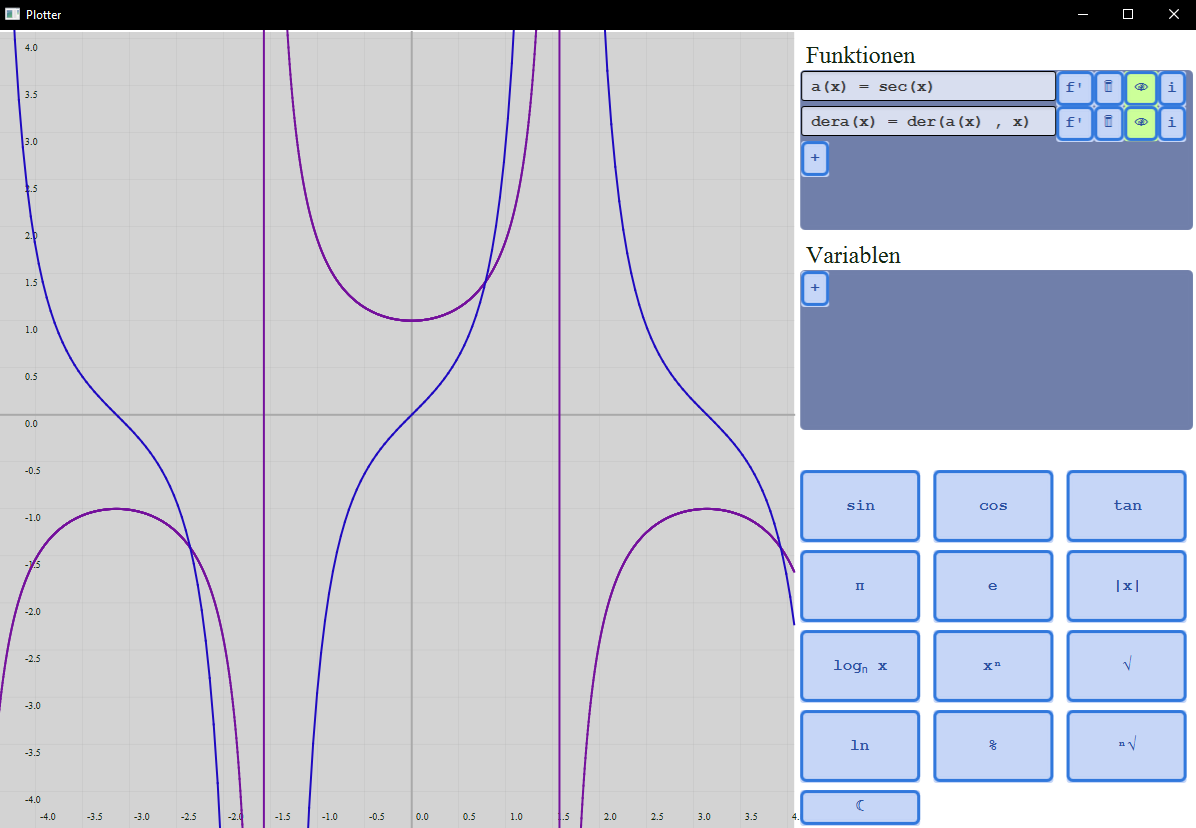 Plotter
4.0
3.5
3.0
2.5
2.0
1.5
1.0
0.5
0.0
-0.5
-1.0
-1.5
-2.0
-2.5
-3.0
-3.5
-4.0
-4.0 -3.5 -3.0 -2.5 -2.0 -1.5 -1.0 -0.5 0.0 0.5 1.0 1.5 2.0 2.5 3.0 3.5 4.
Funktionen
a(x) = sec(x) f' i
dera(x) = der(a(x) , x) f' i
+
Variablen
+
sin cos tan
π e |x|
logₙ x xⁿ √
ln % ⁿ√
☾